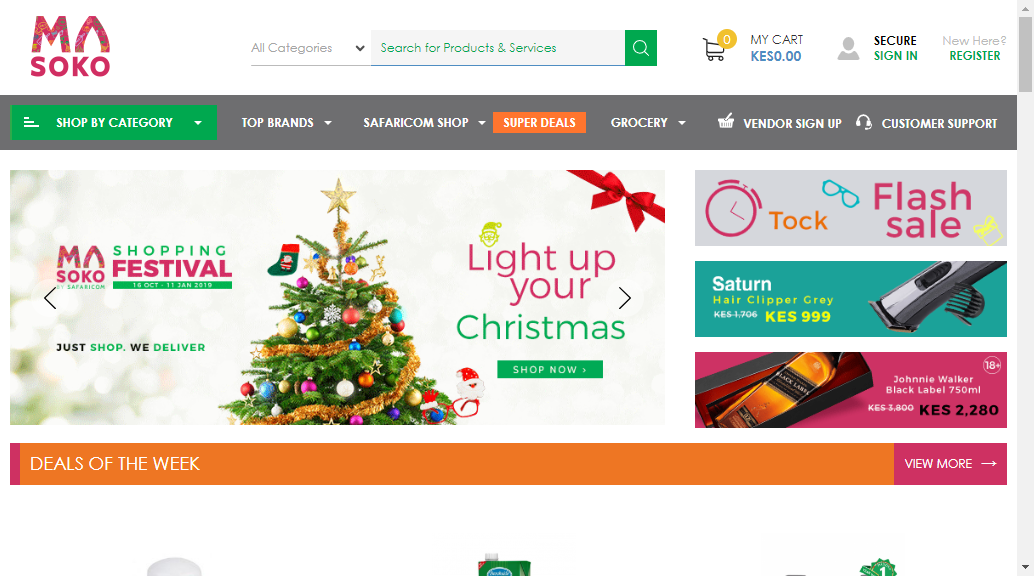 MA
SOKO
All Categories
Search for Products & Services
0
MY CART
KES0.00
SECURE
SIGN IN
New Here?
REGISTER
SHOP BY CATEGORY
TOP BRANDS
SAFARICOM SHOP
SUPER DEALS
GROCERY
VENDOR SIGN UP
CUSTOMER SUPPORT
MA
SOKO
BY SAFARICOM
SHOPPING
FESTIVAL
16 OCT - 11 JAN 2019
JUST SHOP. WE DELIVER
Light up
your
Christmas
SHOP NOW ›
Tock
Flash
sale
Saturn
Hair Clipper Grey
KES 1,706 KES 999
BLACK LABEL
18+
Johnnie Walker
Black Label 750ml
KES 3,800 KES 2,280
DEALS OF THE WEEK
VIEW MORE
1